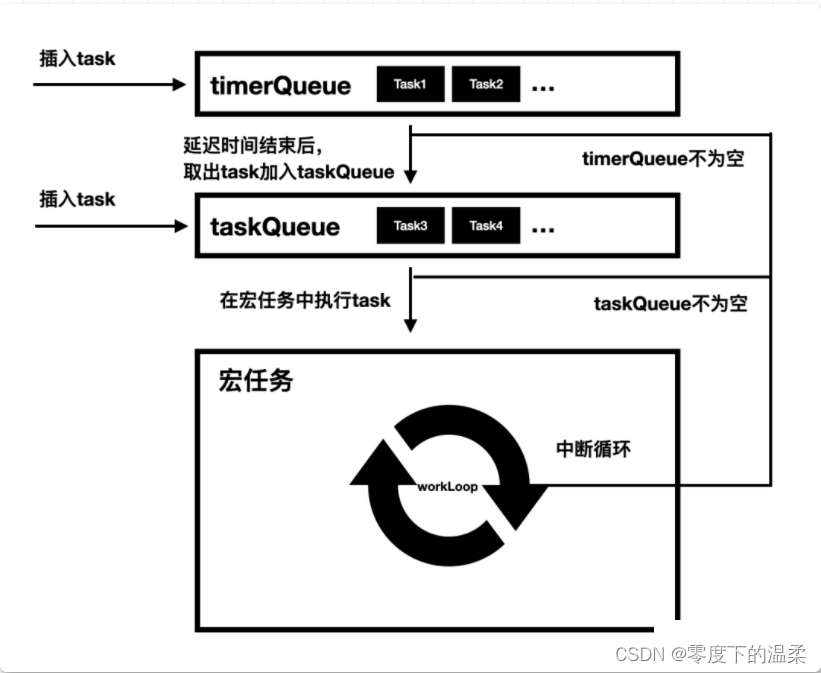 插入task
timerQueue Task1 Task2 ...
延迟时间结束后，
取出task加入taskQueue
timerQueue不为空
插入task
taskQueue Task3 Task4 ...
在宏任务中执行task
taskQueue不为空
宏任务
中断循环
workLoop
CSDN @零度下的温柔